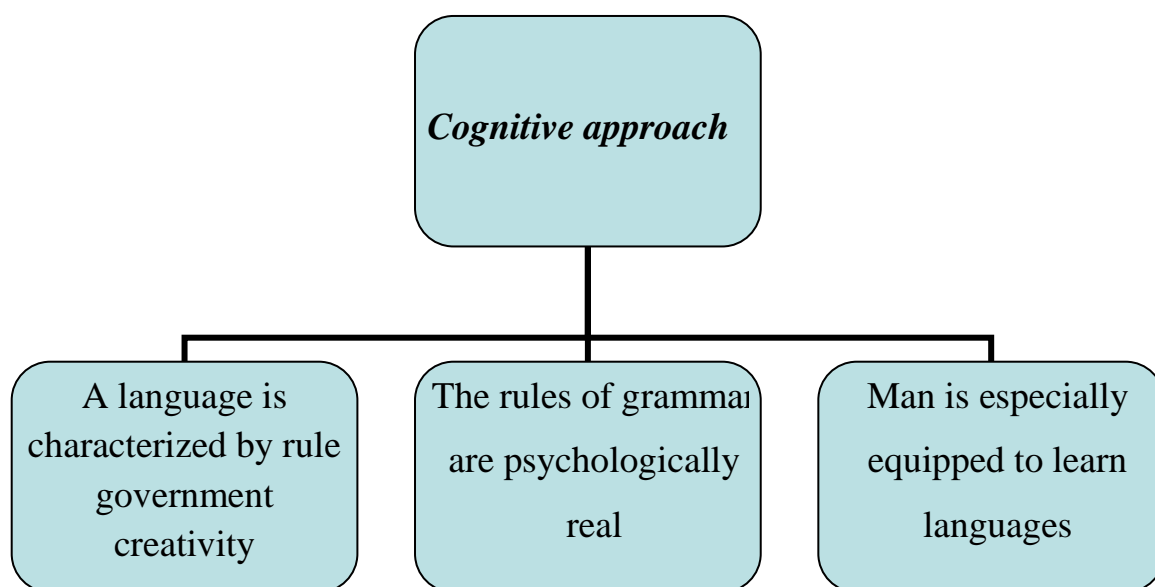 Cognitive approach
A language is
characterized by rule
government
creativity
The rules of grammar
are psychologically
real
Man is especially
equipped to learn
languages